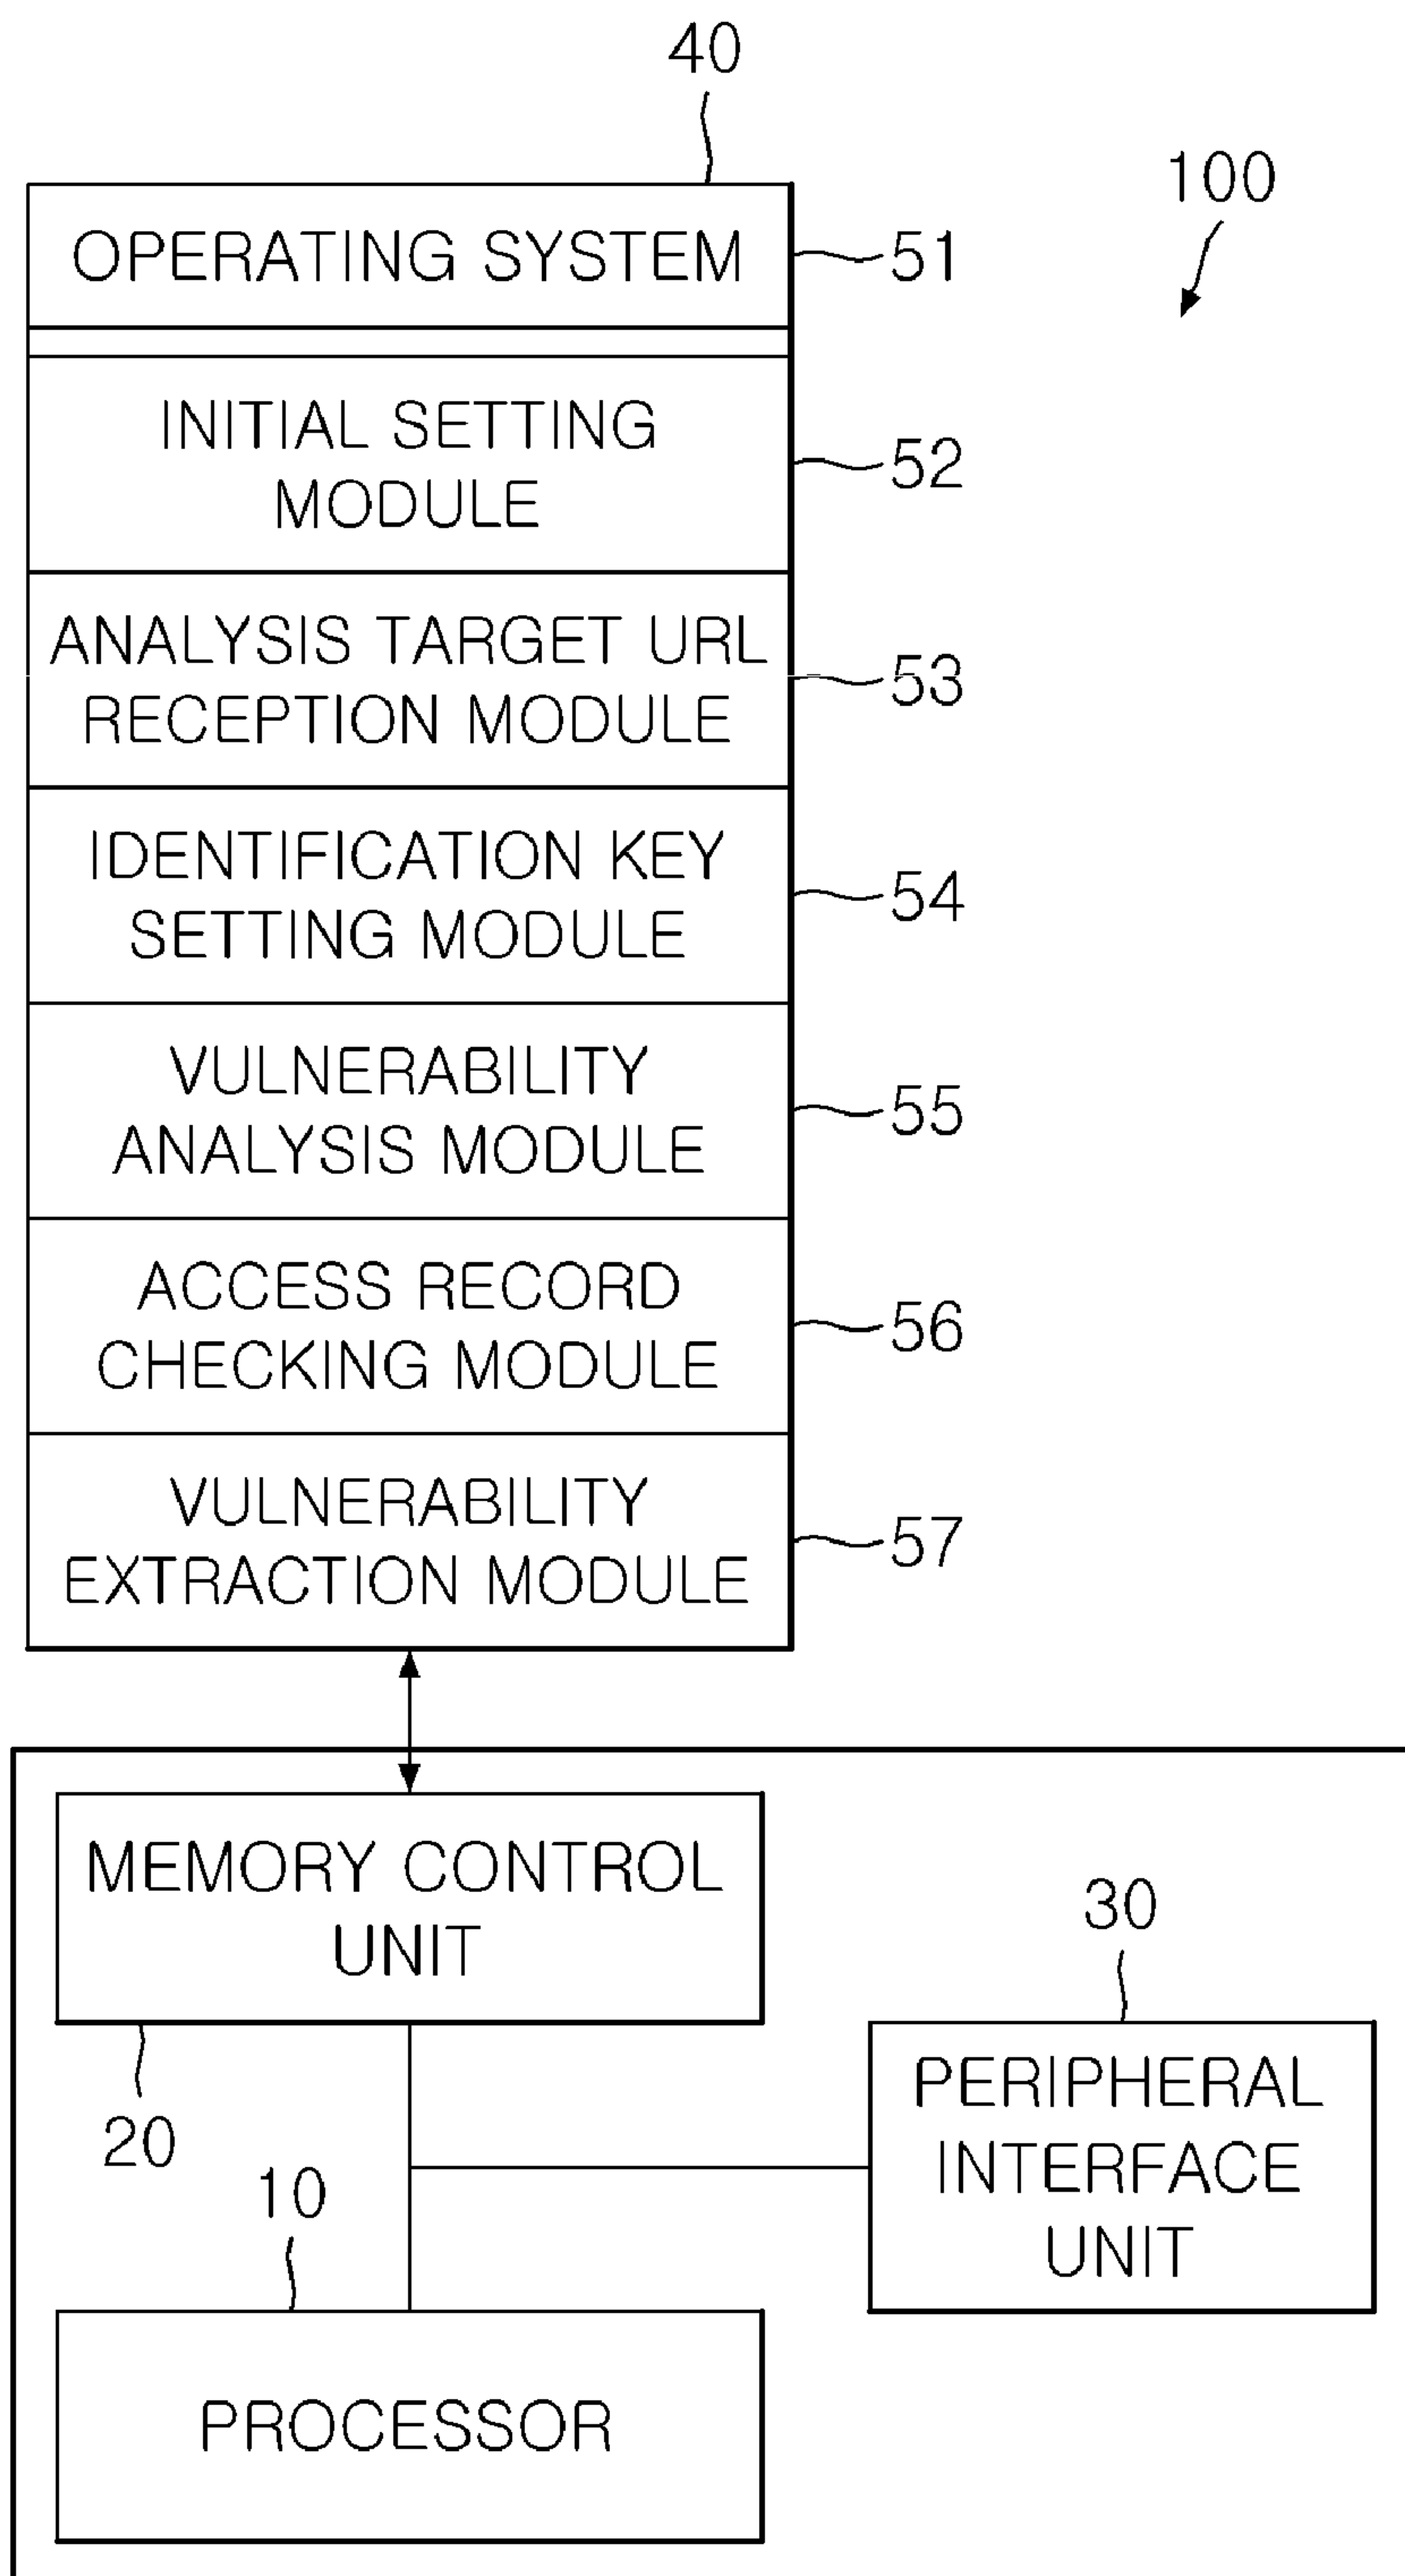 40
100
OPERATING SYSTEM
51
INITIAL SETTING
MODULE
52
ANALYSIS TARGET URL
RECEPTION MODULE
53
IDENTIFICATION KEY
SETTING MODULE
54
VULNERABILITY
ANALYSIS MODULE
55
ACCESS RECORD
CHECKING MODULE
56
VULNERABILITY
EXTRACTION MODULE
57
MEMORY CONTROL
UNIT
20
30
PERIPHERAL
INTERFACE
UNIT
10
PROCESSOR